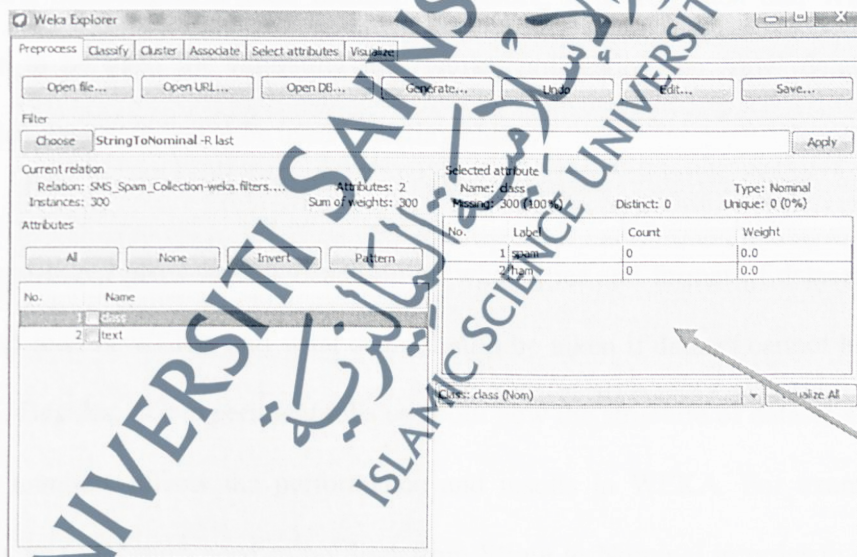 Weka Explorer
Preprocess Classify Cluster Associate Select attributes Visualize
Open file... Open URL... Open DB... Generate... Undo Edit... Save...
Filter
Choose StringToNominal -R last Apply
Current relation
Relation: SMS_Spam_Collection-weka.filters.... Attributes: 2
Instances: 300 Sum of weights: 300
Selected attribute
Name: class Type: Nominal
Missing: 300 (100%) Distinct: 0 Unique: 0 (0%)
No. Label Count Weight
1 spam 0 0.0
2 ham 0 0.0
Class: class (Nom) Visualize All
Attributes
All None Invert Pattern
No. Name
1 class
2 text
UNIVERSITI SAINS
ISLAMIC SCIENCE UNIVERSIT